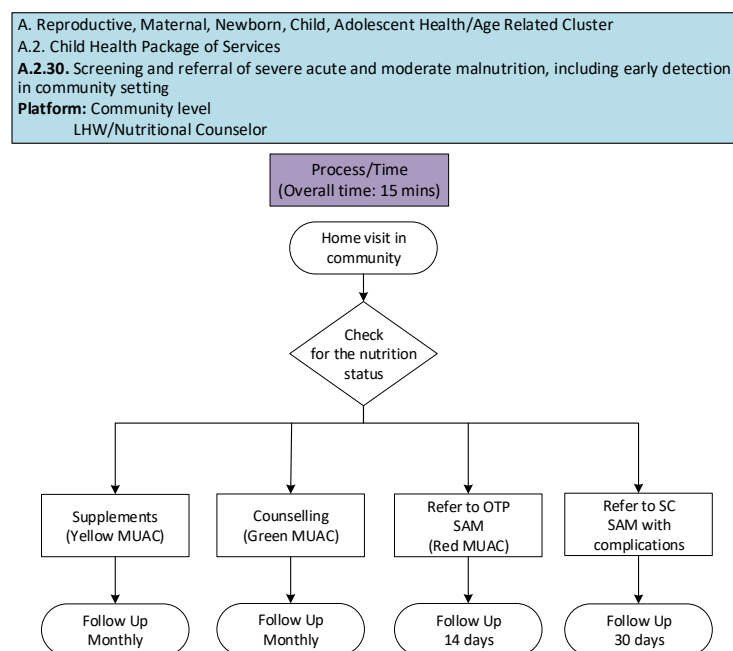 A. Reproductive, Maternal, Newborn, Child, Adolescent Health/Age Related Cluster
A.2. Child Health Package of Services
A.2.30. Screening and referral of severe acute and moderate malnutrition, including early detection
in community setting
Platform: Community level
LHW/Nutritional Counselor
Process/Time
(Overall time: 15 mins)
Home visit in
community
Check
for the nutrition
status
Supplements
(Yellow MUAC)
Counselling
(Green MUAC)
Refer to OTP
SAM
(Red MUAC)
Refer to SC
SAM with
complications
Follow Up
Monthly
Follow Up
Monthly
Follow Up
14 days
Follow Up
30 days